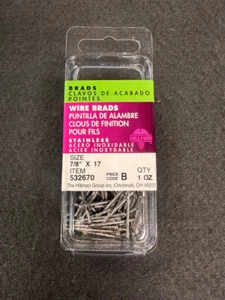 BRADS
CLAVOS DE ACABADO
POINTES
WIRE BRADS
PUNTILLA DE ALAMBRE
CLOUS DE FINITION
POUR FILS
HILLMAN
STAINLESS
ACERO INOXIDABLE
ACIER INOXYDABLE
SIZE
7/8" X 17
ITEM
532670
PRICE CODE B
QTY
1 OZ
The Hillman Group Inc, Cincinnati, OH